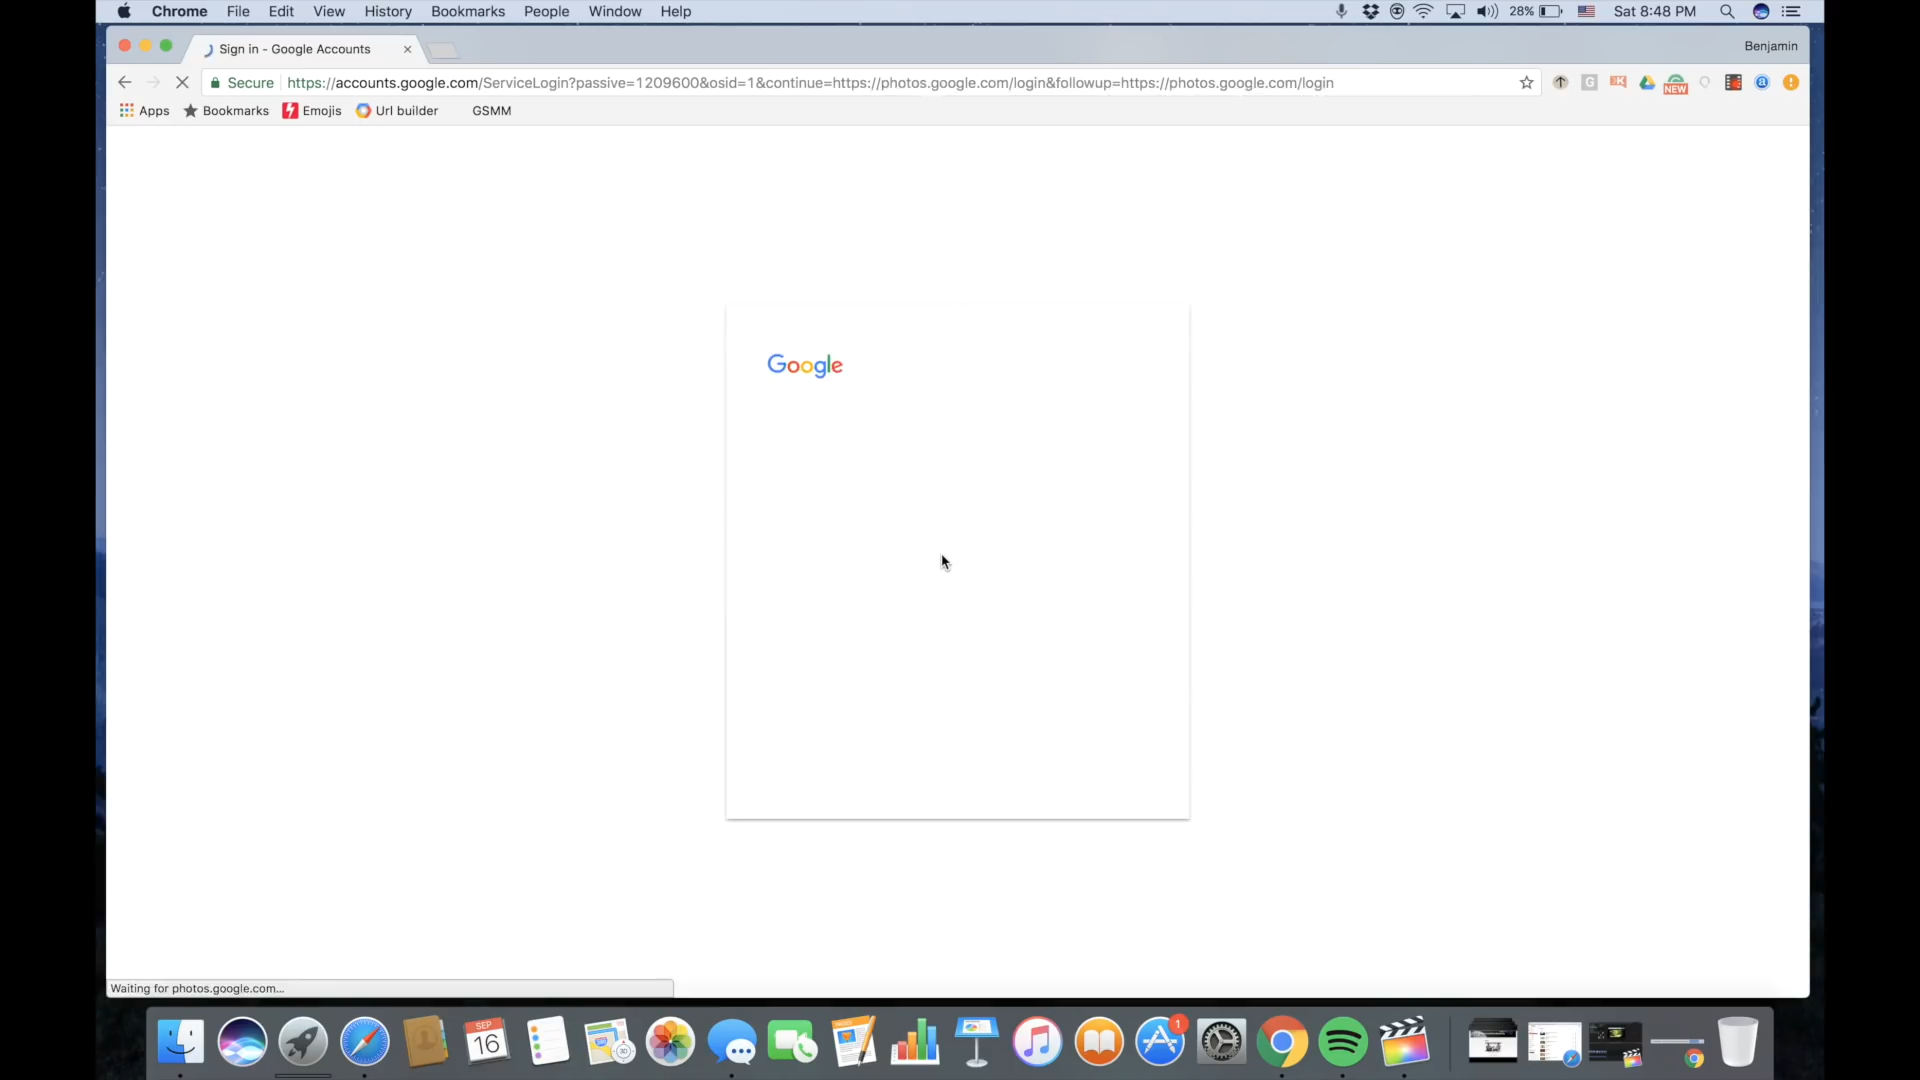 Chrome File Edit View History Bookmarks People Window Help 28% Sat 8:48 PM
Sign in - Google Accounts Benjamin
Secure https://accounts.google.com/ServiceLogin?passive=1209600&osid=1&continue=https://photos.google.com/login&followup=https://photos.google.com/login NEW
Apps Bookmarks Emojis Url builder GSMM
Google
Waiting for photos.google.com...
SEP
16
1